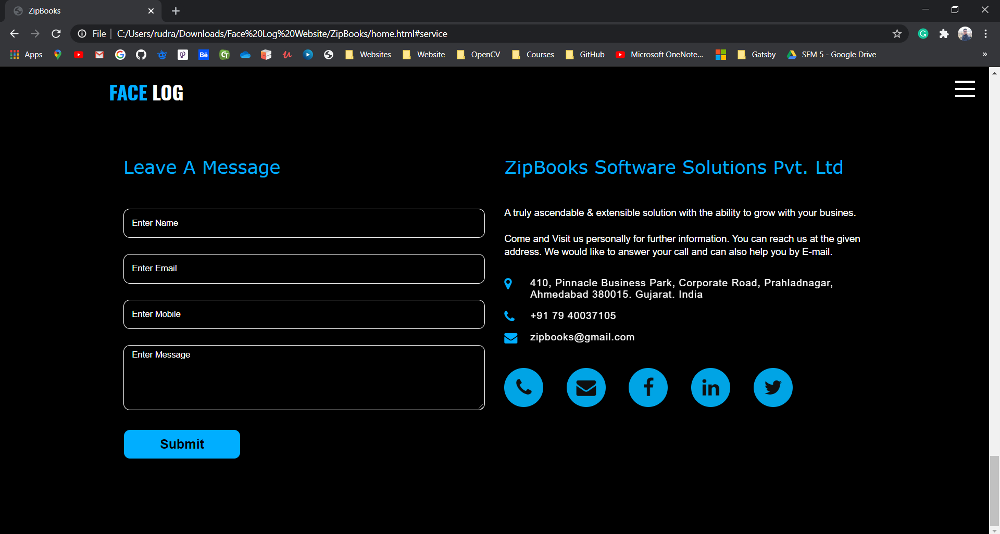 ZipBooks
File
C:/Users/rudra/Downloads/Face%20Log%20Website/ZipBooks/home.html#service
Apps
Bē
Websites
Website
OpenCV
Courses
GitHub
Microsoft OneNote...
Gatsby
SEM 5 - Google Drive
»
FACE LOG
Leave A Message
Enter Name
Enter Email
Enter Mobile
Enter Message
Submit
ZipBooks Software Solutions Pvt. Ltd
A truly ascendable & extensible solution with the ability to grow with your busines.
Come and Visit us personally for further information. You can reach us at the given
address. We would like to answer your call and can also help you by E-mail.
410, Pinnacle Business Park, Corporate Road, Prahladnagar,
Ahmedabad 380015. Gujarat. India
+91 79 40037105
zipbooks@gmail.com